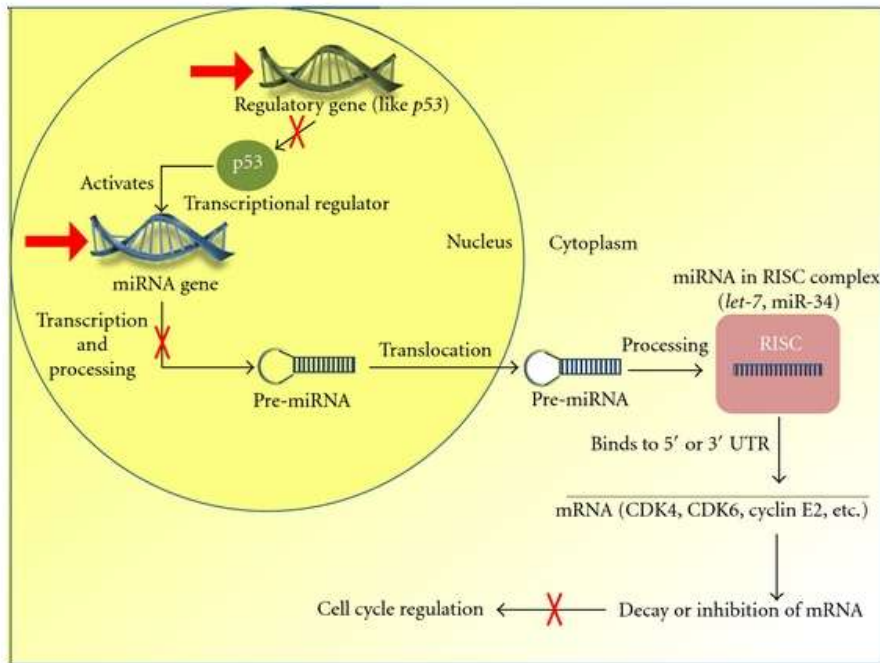 Regulatory gene (like p53)
p53
Activates
Transcriptional regulator
Nucleus
Cytoplasm
miRNA gene
miRNA in RISC complex
(let-7, miR-34)
Transcription
and
processing
Translocation
Processing
RISC
Pre-miRNA
Pre-miRNA
Binds to 5′ or 3′ UTR
mRNA (CDK4, CDK6, cyclin E2, etc.)
Cell cycle regulation
Decay or inhibition of mRNA